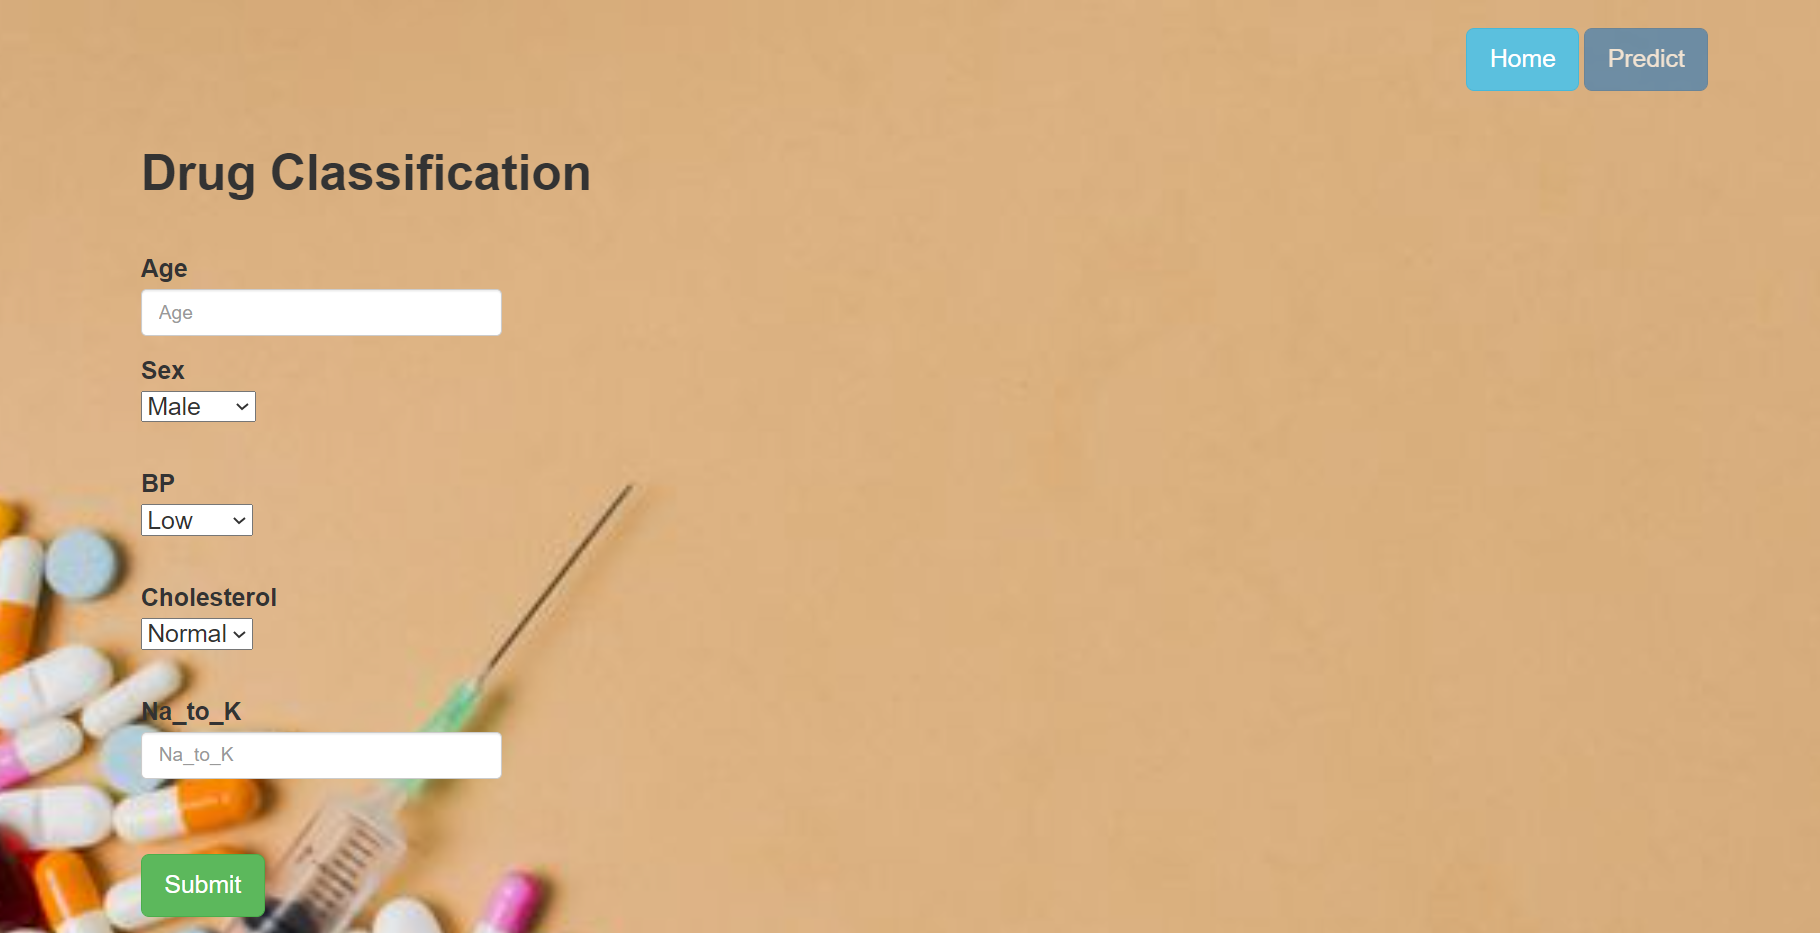 Home Predict
Drug Classification
Age
Age
Sex
Male
BP
Low
Cholesterol
Normal
Na_to_K
Na_to_K
Submit